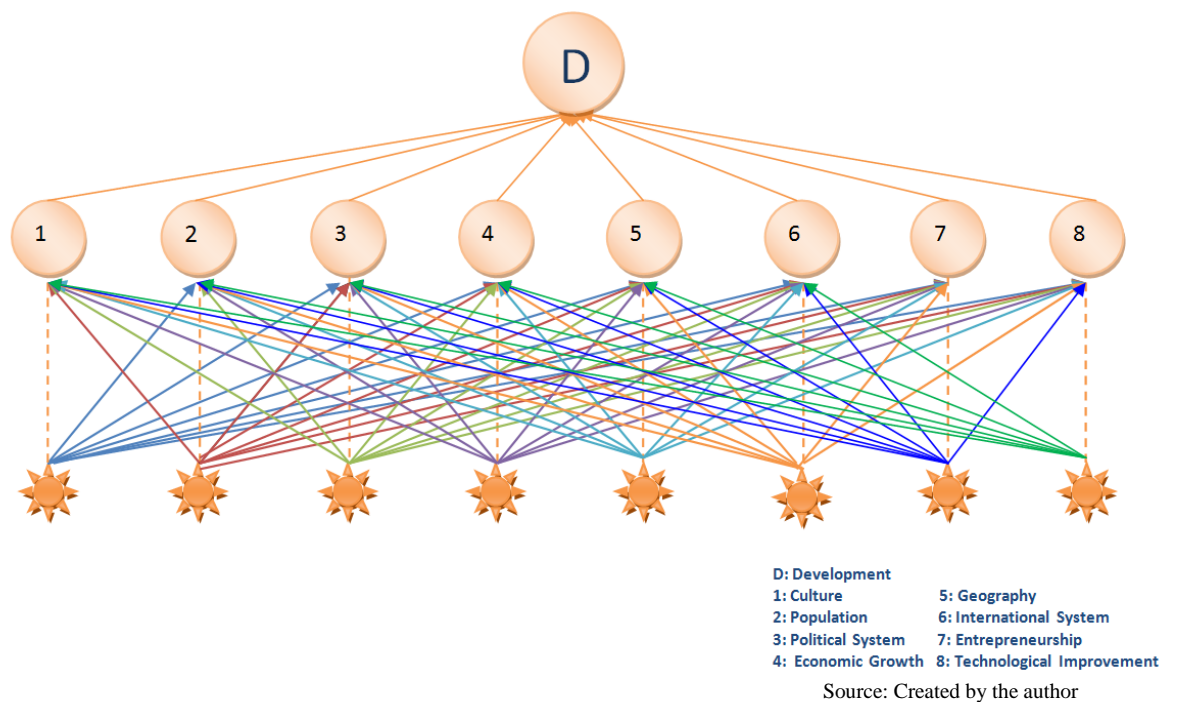 D
1 2 3 4 5 6 7 8
D: Development
1: Culture 5: Geography
2: Population 6: International System
3: Political System 7: Entrepreneurship
4: Economic Growth 8: Technological Improvement
Source: Created by the author